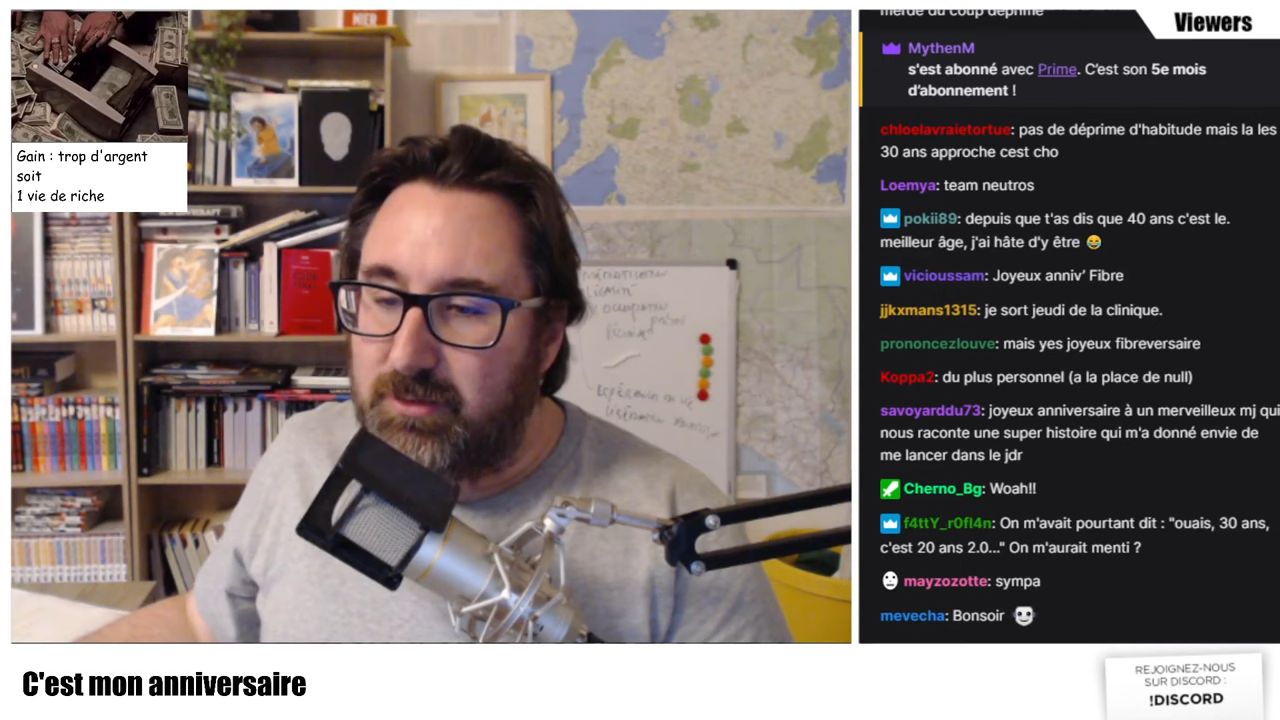 Gain : trop d'argent
soit
1 vie de riche
Viewers
merde du coup déprime
MythenM
s'est abonné avec Prime. C'est son 5e mois
d'abonnement !
chloelavraietortue: pas de déprime d'habitude mais la les
30 ans approche cest cho
Loemya: team neutros
pokii89: depuis que t'as dis que 40 ans c'est le.
meilleur âge, j'ai hâte d'y être 😂
vicioussam: Joyeux anniv' Fibre
jjkxmans1315: je sort jeudi de la clinique.
prononcezlouve: mais yes joyeux fibreversaire
Koppa2: du plus personnel (a la place de null)
savoyarddu73: joyeux anniversaire à un merveilleux mj qui
nous raconte une super histoire qui m'a donné envie de
me lancer dans le jdr
Cherno_Bg: Woah!!
f4ttY_r0fl4n: On m'avait pourtant dit : "ouais, 30 ans,
c'est 20 ans 2.0..." On m'aurait menti ?
mayzozotte: sympa
mevecha: Bonsoir
C'est mon anniversaire
REJOIGNEZ-NOUS
SUR DISCORD :
!DISCORD